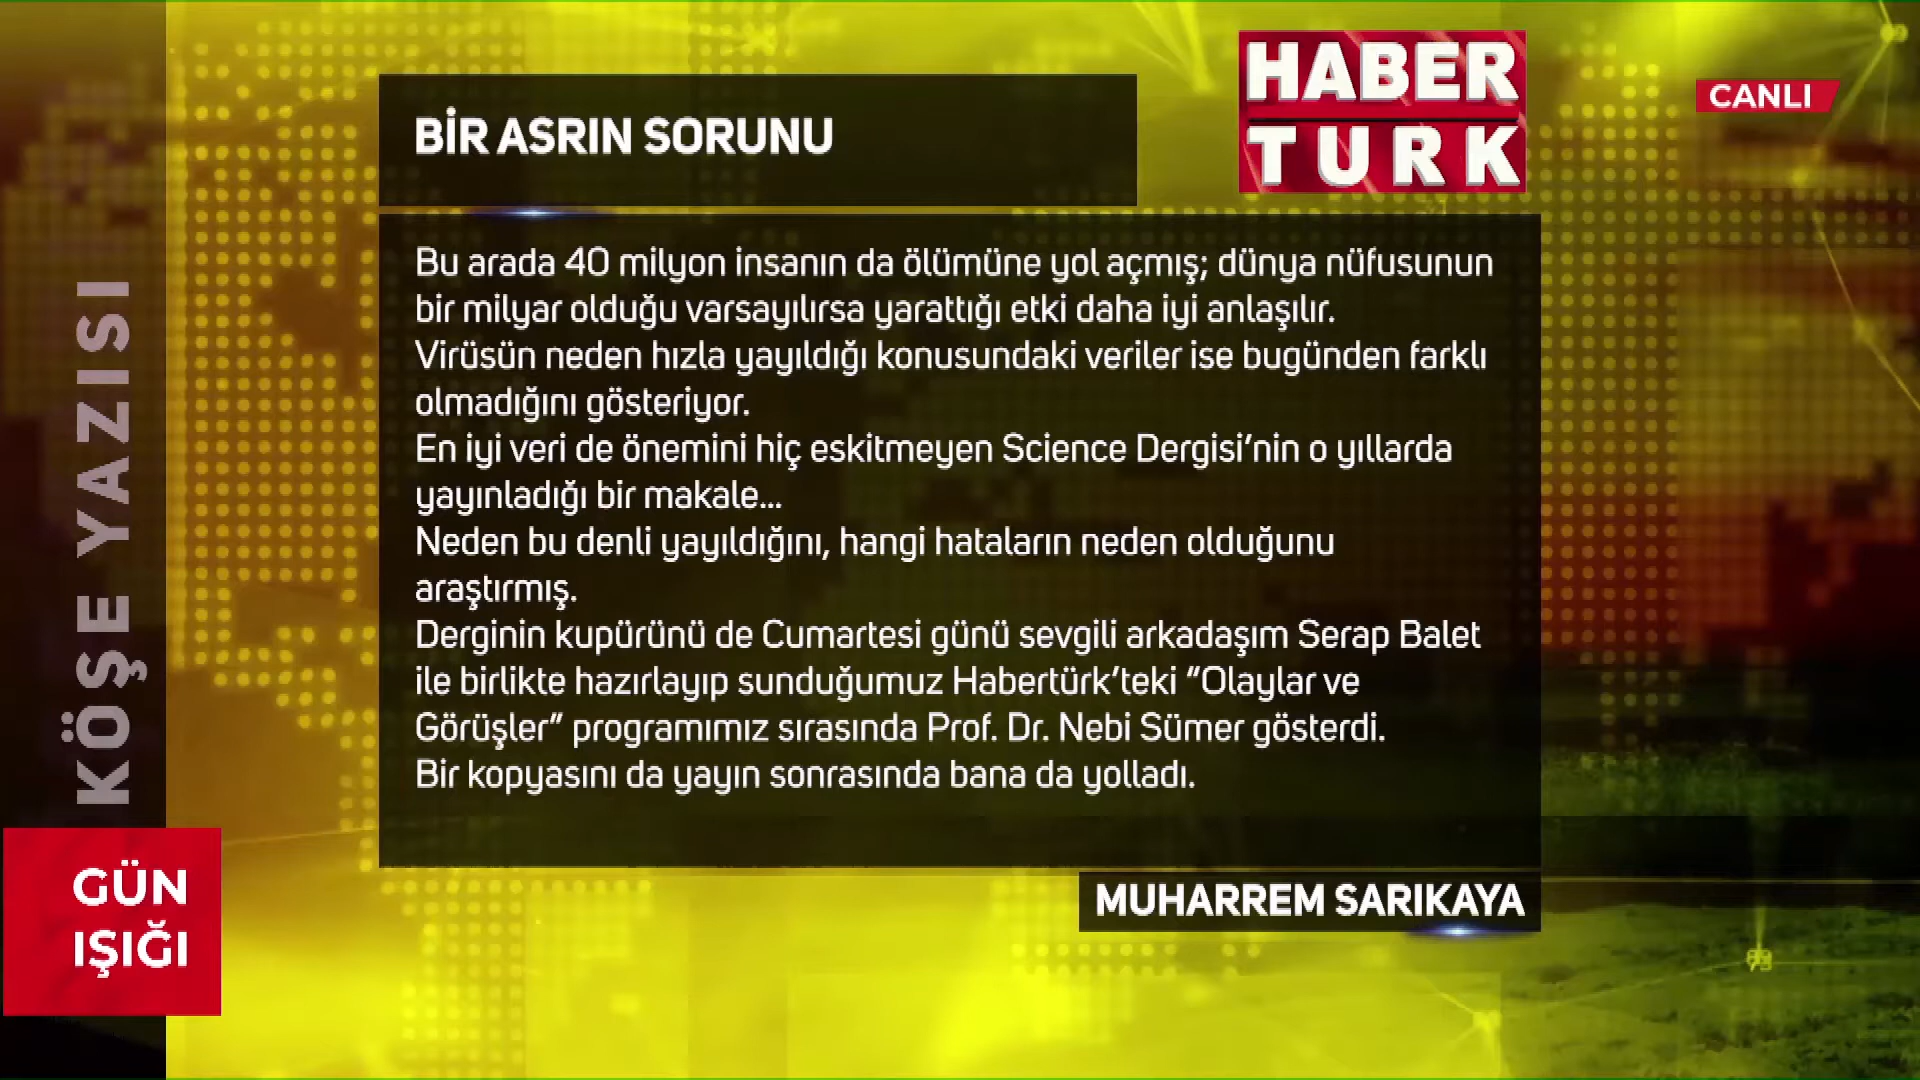 BİR ASRIN SORUNU
HABER
TURK
CANLI
Bu arada 40 milyon insanın da ölümüne yol açmış; dünya nüfusunun
bir milyar olduğu varsayılırsa yarattığı etki daha iyi anlaşılır.
Virüsün neden hızla yayıldığı konusundaki veriler ise bugünden farklı
olmadığını gösteriyor.
En iyi veri de önemini hiç eskitmeyen Science Dergisi’nin o yıllarda
yayınladığı bir makale...
Neden bu denli yayıldığını, hangi hataların neden olduğunu
araştırmış.
Derginin kupürünü de Cumartesi günü sevgili arkadaşım Serap Balet
ile birlikte hazırlayıp sunduğumuz Habertürk’teki “Olaylar ve
Görüşler” programımız sırasında Prof. Dr. Nebi Sümer gösterdi.
Bir kopyasını da yayın sonrasında bana da yolladı.
MUHARREM SARIKAYA
KÖŞE YAZISI
GÜN
IŞIĞI